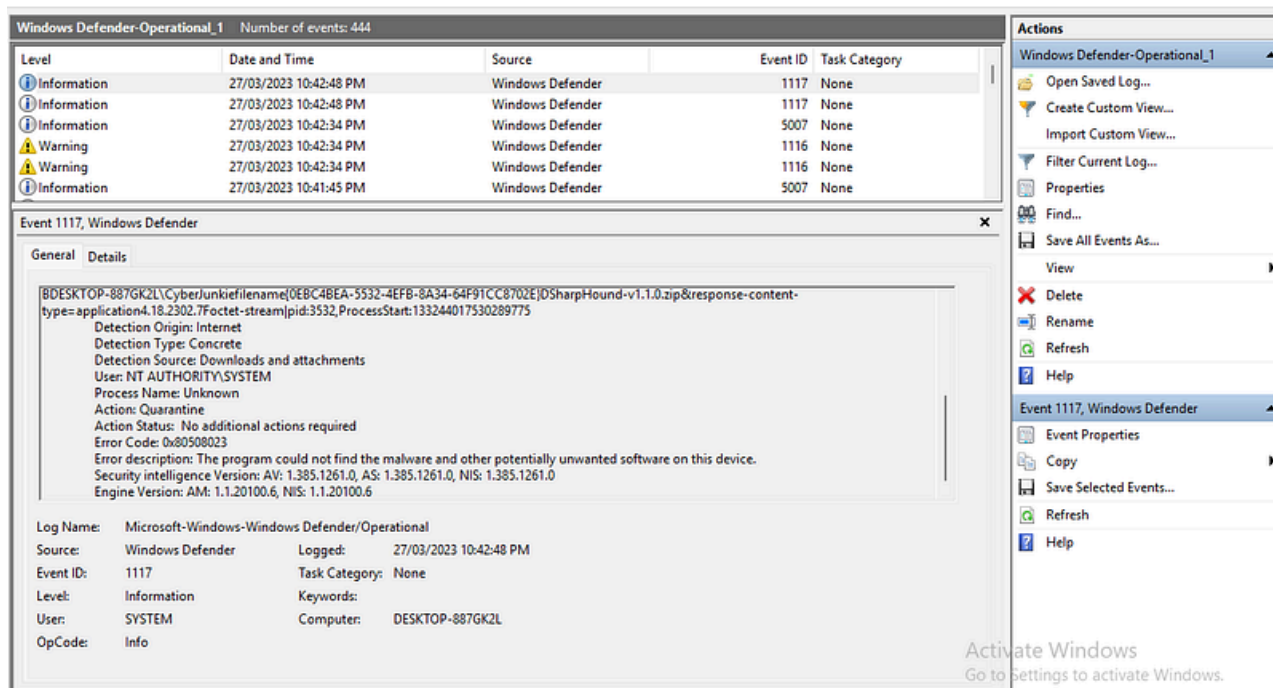 Windows Defender-Operational_1 Number of events: 444
Level Date and Time Source Event ID Task Category
Information 27/03/2023 10:42:48 PM Windows Defender 1117 None
Information 27/03/2023 10:42:48 PM Windows Defender 1117 None
Information 27/03/2023 10:42:34 PM Windows Defender 5007 None
Warning 27/03/2023 10:42:34 PM Windows Defender 1116 None
Warning 27/03/2023 10:42:34 PM Windows Defender 1116 None
Information 27/03/2023 10:41:45 PM Windows Defender 5007 None
Event 1117, Windows Defender
General Details
BDESKTOP-887GK2L\CyberJunkiefilename{0EBC4BEA-5532-4EFB-8A34-64F91CC8702E}DSharpHound-v1.1.0.zip&response-content-
type=application4.18.2302.7Foctet-stream|pid:3532,ProcessStart:133244017530289775
Detection Origin: Internet
Detection Type: Concrete
Detection Source: Downloads and attachments
User: NT AUTHORITY\SYSTEM
Process Name: Unknown
Action: Quarantine
Action Status: No additional actions required
Error Code: 0x80508023
Error description: The program could not find the malware and other potentially unwanted software on this device.
Security intelligence Version: AV: 1.385.1261.0, AS: 1.385.1261.0, NIS: 1.385.1261.0
Engine Version: AM: 1.1.20100.6, NIS: 1.1.20100.6
Log Name: Microsoft-Windows-Windows Defender/Operational
Source: Windows Defender Logged: 27/03/2023 10:42:48 PM
Event ID: 1117 Task Category: None
Level: Information Keywords:
User: SYSTEM Computer: DESKTOP-887GK2L
OpCode: Info
Actions
Windows Defender-Operational_1
Open Saved Log...
Create Custom View...
Import Custom View...
Filter Current Log...
Properties
Find...
Save All Events As...
View
Delete
Rename
Refresh
Help
Event 1117, Windows Defender
Event Properties
Copy
Save Selected Events...
Refresh
Help
Activate Windows
Go to Settings to activate Windows.